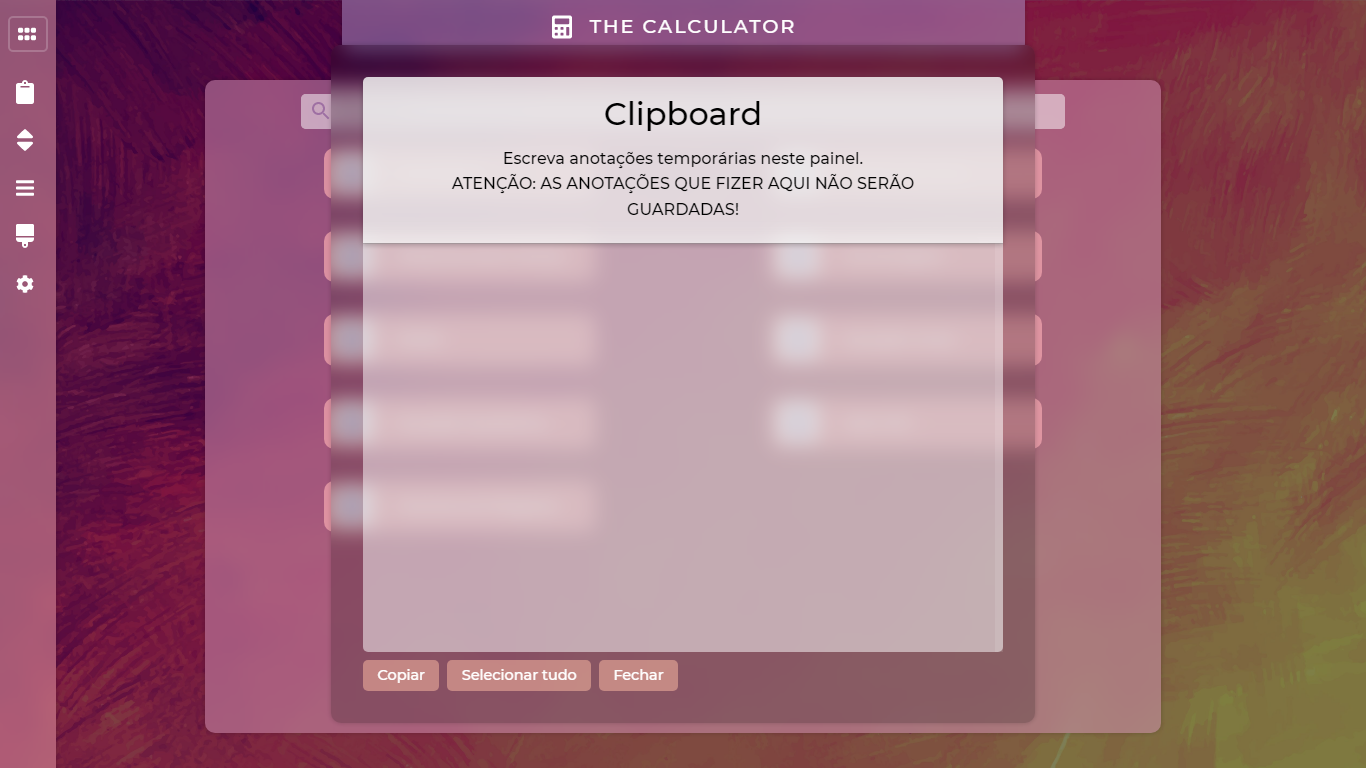 THE CALCULATOR
Clipboard
Escreva anotações temporárias neste painel.
ATENÇÃO: AS ANOTAÇÕES QUE FIZER AQUI NÃO SERÃO
GUARDADAS!
Copiar
Selecionar tudo
Fechar